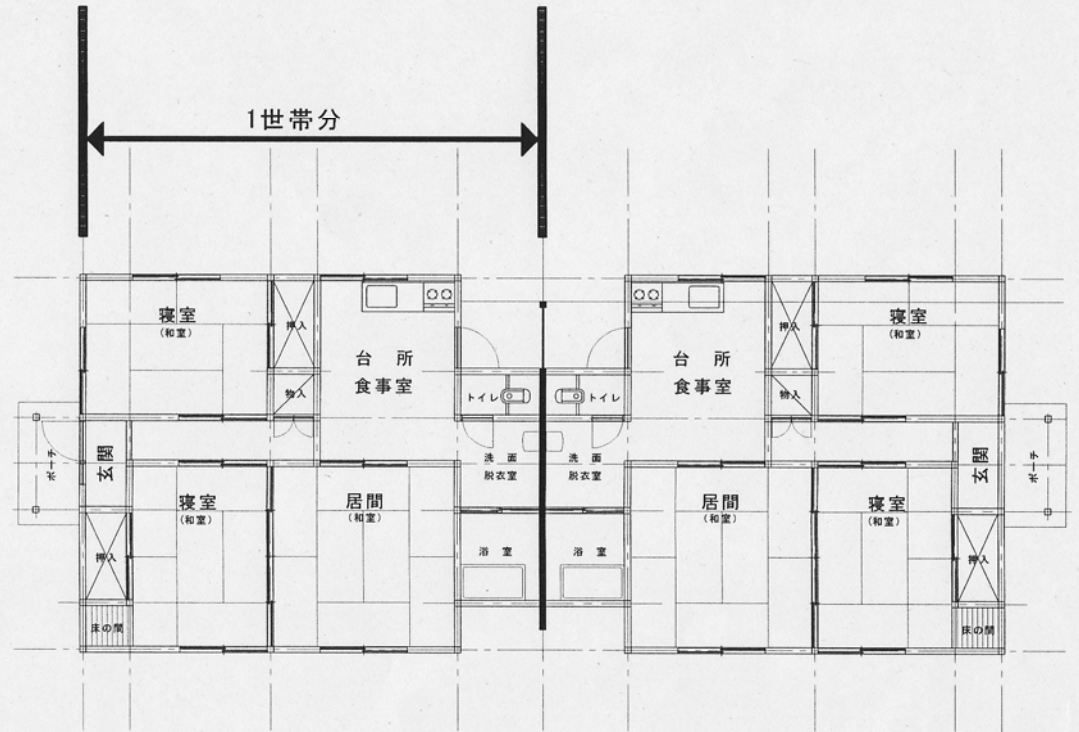 1世帯分
寝室
(和室)
押入
物入
台所
食事室
トイレ
洗面
脱衣室
浴室
ポーチ
玄関
寝室
(和室)
居間
(和室)
押入
床の間
台所
食事室
押入
物入
寝室
(和室)
トイレ
洗面
脱衣室
浴室
居間
(和室)
寝室
(和室)
玄関
ポーチ
押入
床の間